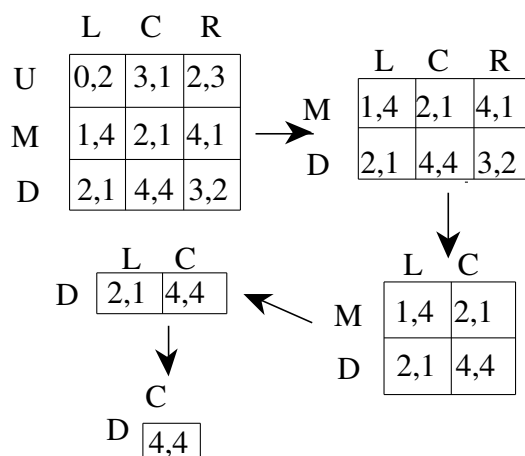 L C R
U 0,2 3,1 2,3
M 1,4 2,1 4,1
D 2,1 4,4 3,2
L C R
M 1,4 2,1 4,1
D 2,1 4,4 3,2
L C
M 1,4 2,1
D 2,1 4,4
L C
D 2,1 4,4
C
D 4,4